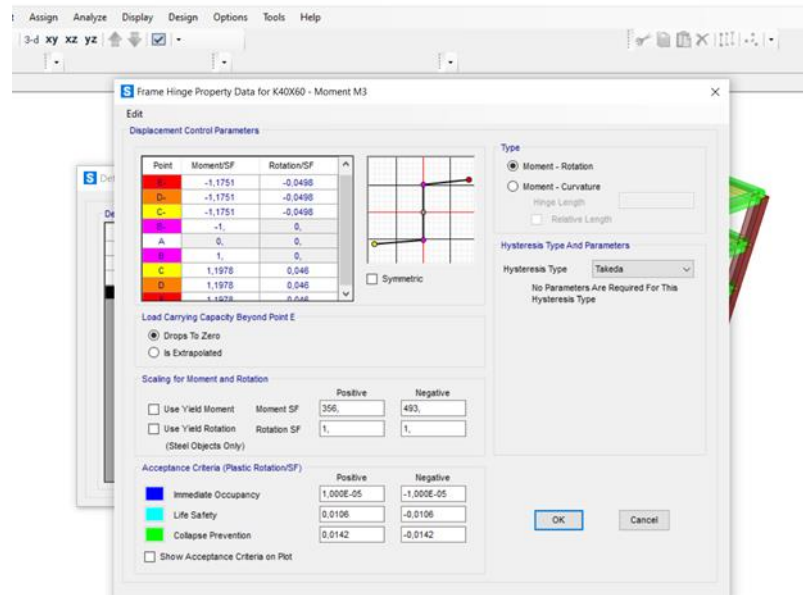 Assign Analyze Display Design Options Tools Help
3-d xy xz yz
Frame Hinge Property Data for K40X60 - Moment M3
Edit
Displacement Control Parameters
Point Moment/SF Rotation/SF
E- -1,1751 -0,0498
D- -1,1751 -0,0498
C- -1,1751 -0,0498
B- -1, 0,
A 0, 0,
B 1, 0,
C 1,1978 0,046
D 1,1978 0,046
E 1,1978 0,046
Symmetric
Type
Moment - Rotation
Moment - Curvature
Hinge Length
Relative Length
Hysteresis Type And Parameters
Hysteresis Type Takeda
No Parameters Are Required For This
Hysteresis Type
Load Carrying Capacity Beyond Point E
Drops To Zero
Is Extrapolated
Scaling for Moment and Rotation
Positive Negative
Use Yield Moment Moment SF 356, 493,
Use Yield Rotation Rotation SF 1, 1,
(Steel Objects Only)
Acceptance Criteria (Plastic Rotation/SF)
Positive Negative
Immediate Occupancy 1,000E-05 -1,000E-05
Life Safety 0,0106 -0,0106
Collapse Prevention 0,0142 -0,0142
Show Acceptance Criteria on Plot
OK Cancel